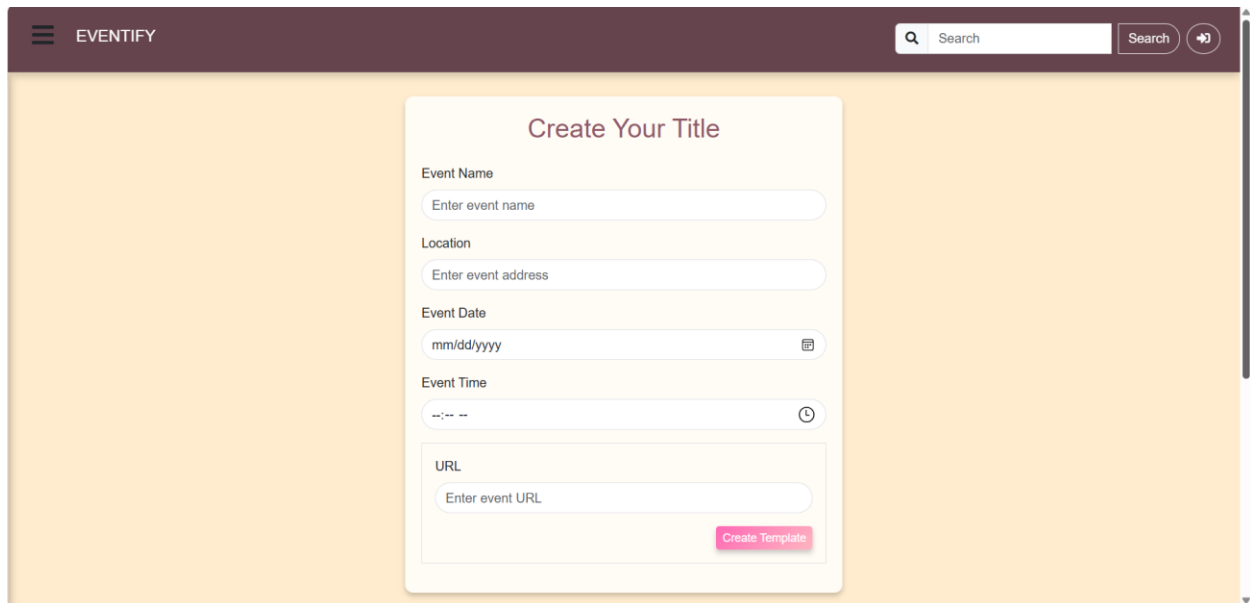 EVENTIFY
Search
Search
Create Your Title
Event Name
Enter event name
Location
Enter event address
Event Date
mm/dd/yyyy
Event Time
--:-- --
URL
Enter event URL
Create Template